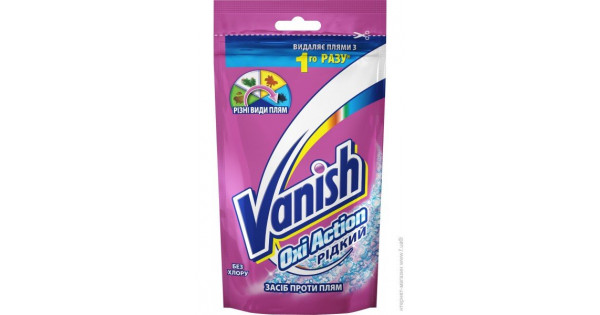 ВИДАЛЯЄ ПЛЯМИ З
1го РАЗУ*
РІЗНІ ВИДИ ПЛЯМ
Vanish
Oxi Action
РІДКИЙ
БЕЗ
ХЛОРУ
ЗАСІБ ПРОТИ ПЛЯМ